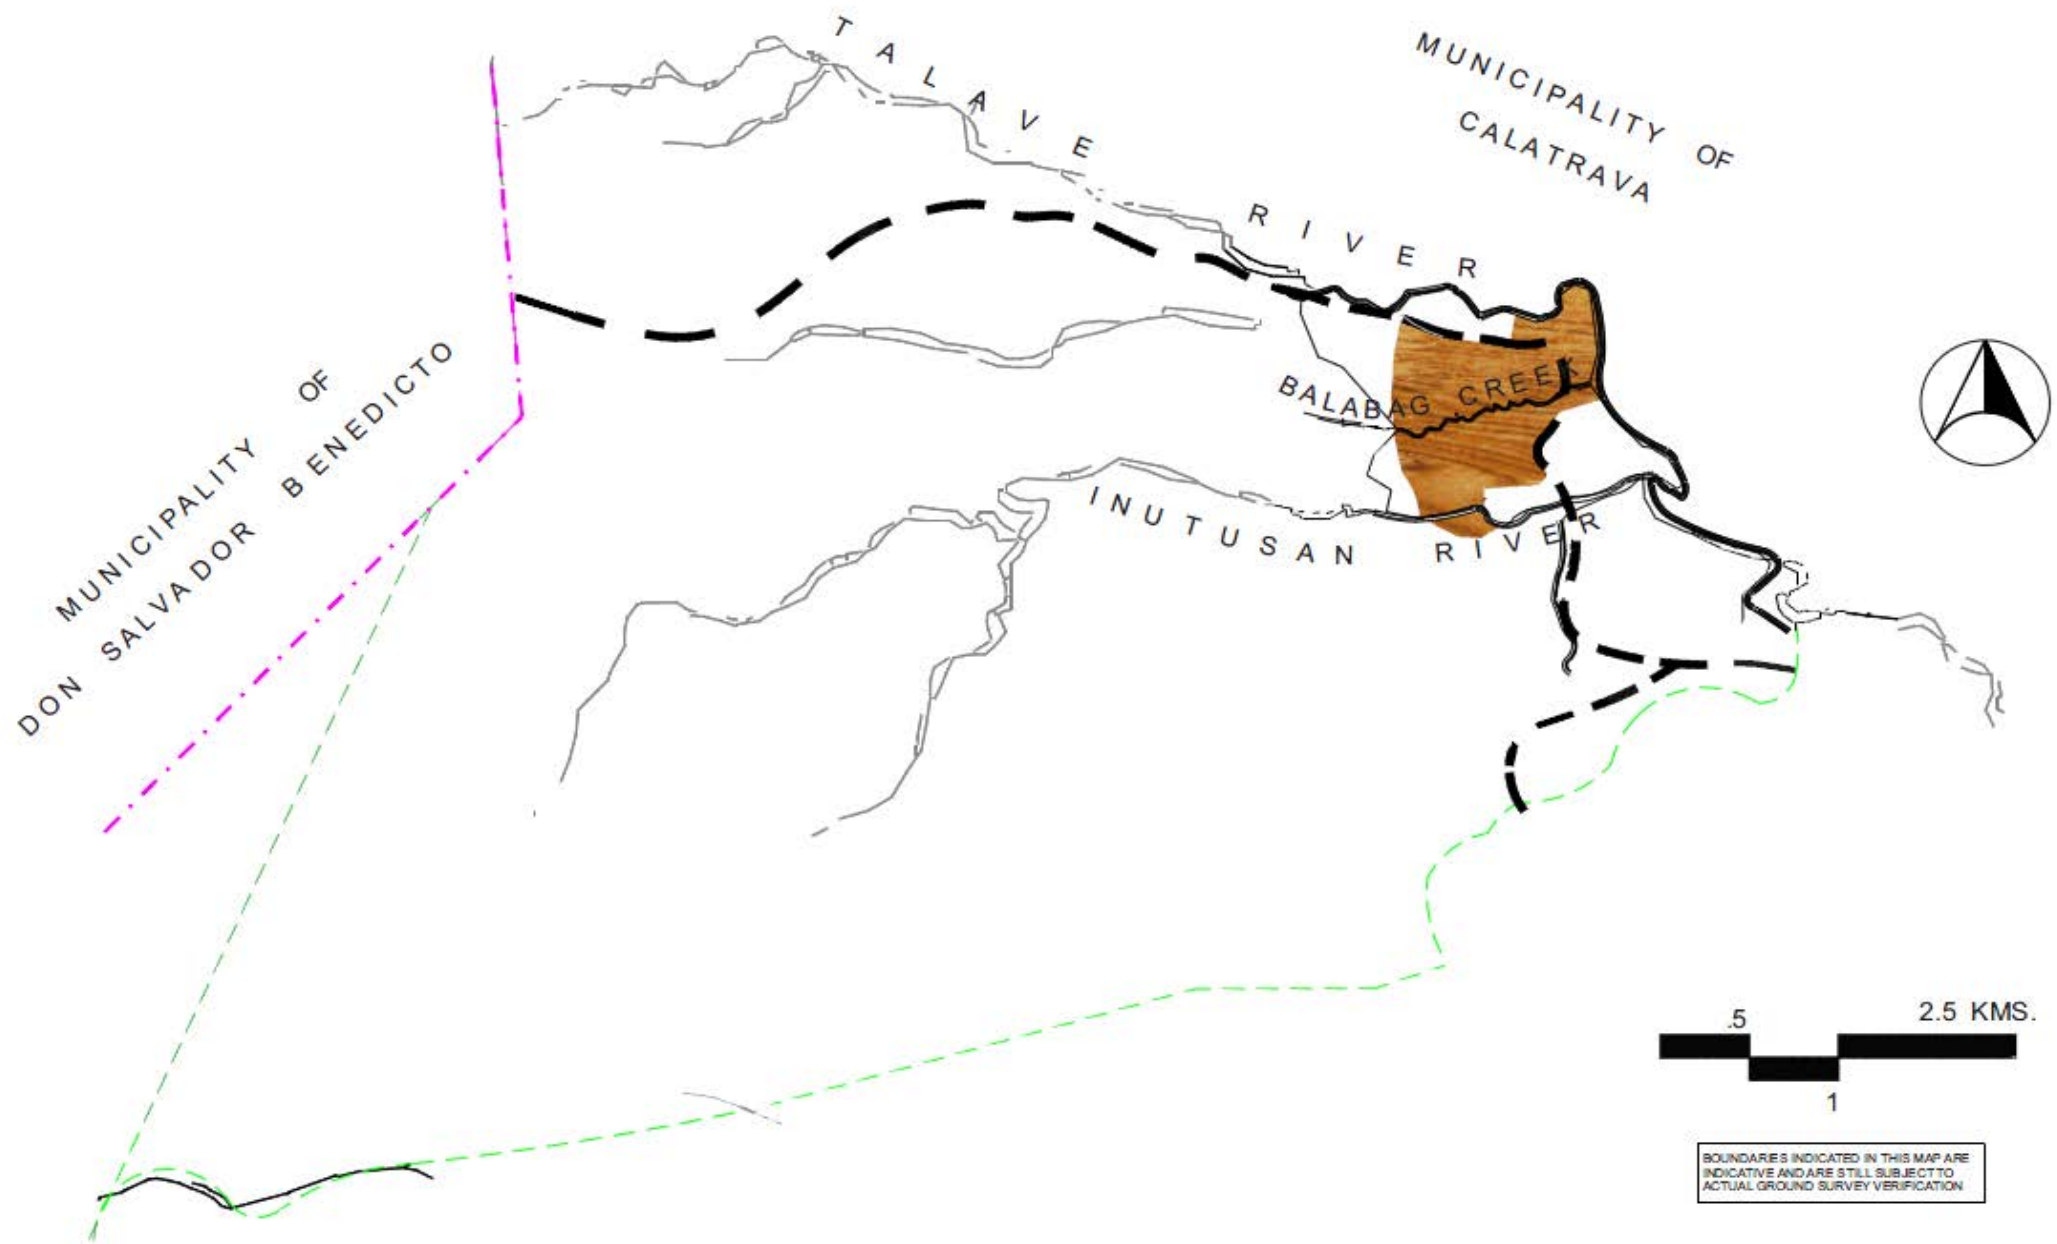 TALAVE RIVER
MUNICIPALITY OF
CALATRAVA
MUNICIPALITY OF
DON SALVADOR BENEDICTO
BALABAG CREEK
INUTUSAN RIVER
.5
2.5 KMS.
1
BOUNDARIES INDICATED IN THIS MAP ARE
INDICATIVE AND ARE STILL SUBJECT TO
ACTUAL GROUND SURVEY VERIFICATION